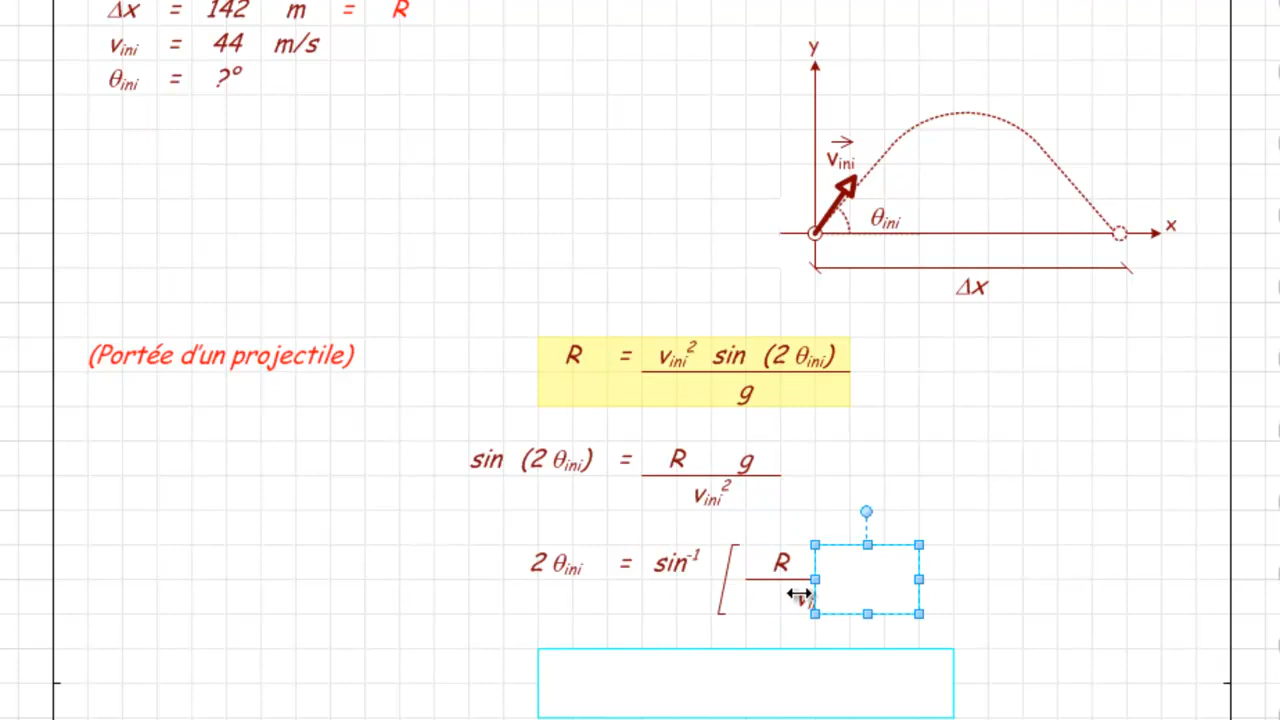 Δx = 142 m = R
v_ini = 44 m/s
θ_ini = ?°
y
v_ini
θ_ini
x
Δx
(Portée d'un projectile)
R = v_ini² sin (2 θ_ini)
g
sin (2 θ_ini) = R g
v_ini²
2 θ_ini = sin⁻¹ [ R